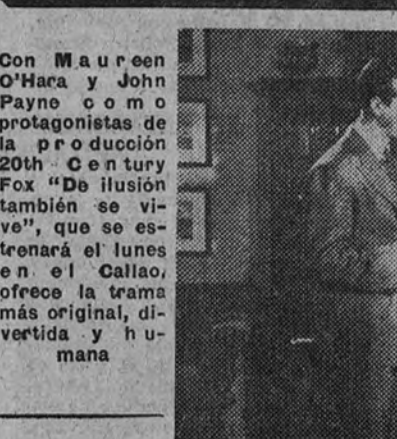 Con Maureen
O'Hara y John
Payne como
protagonistas de
la producción
20th Century
Fox "De ilusión
también se vi-
ve", que se es-
trenará el lunes
en el Callao,
ofrece la trama
más original, di-
vertida y hu-
mana